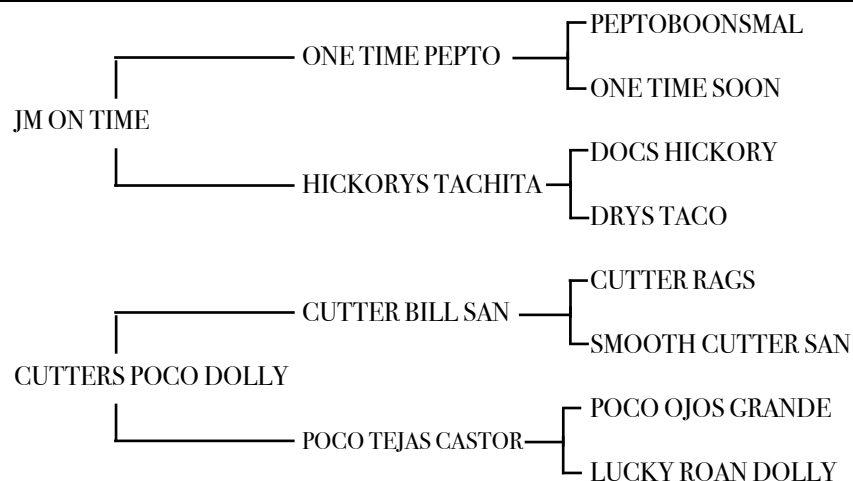 PEPTOBOONSMAL
ONE TIME PEPTO
ONE TIME SOON
JM ON TIME
DOCS HICKORY
HICKORYS TACHITA
DRYS TACO
CUTTER RAGS
CUTTER BILL SAN
SMOOTH CUTTER SAN
CUTTERS POCO DOLLY
POCO OJOS GRANDE
POCO TEJAS CASTOR
LUCKY ROAN DOLLY